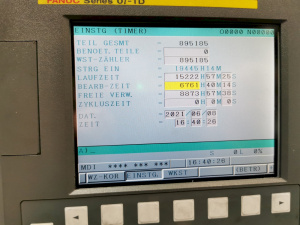 FANUC Series 0i-TD
EINSTG (TIMER) O0000 N00000
TEIL GESMT = 895185
BENOET. TEILE = 0
WST-ZÄHLER = 895185
STRG EIN = 19445H14M
LAUFZEIT = 15222H57M25S
BEARB-ZEIT = 6761H40M14S
FREIE VERW. = 8873H57M38S
ZYKLUSZEIT = 0H 0M 0S
DAT. = 2021/06/08
ZEIT = 16:40:26
A)_
S 0L 0%
MDI **** *** *** 16:40:26
WZ-KOR EINSTG. WKST (BETR)